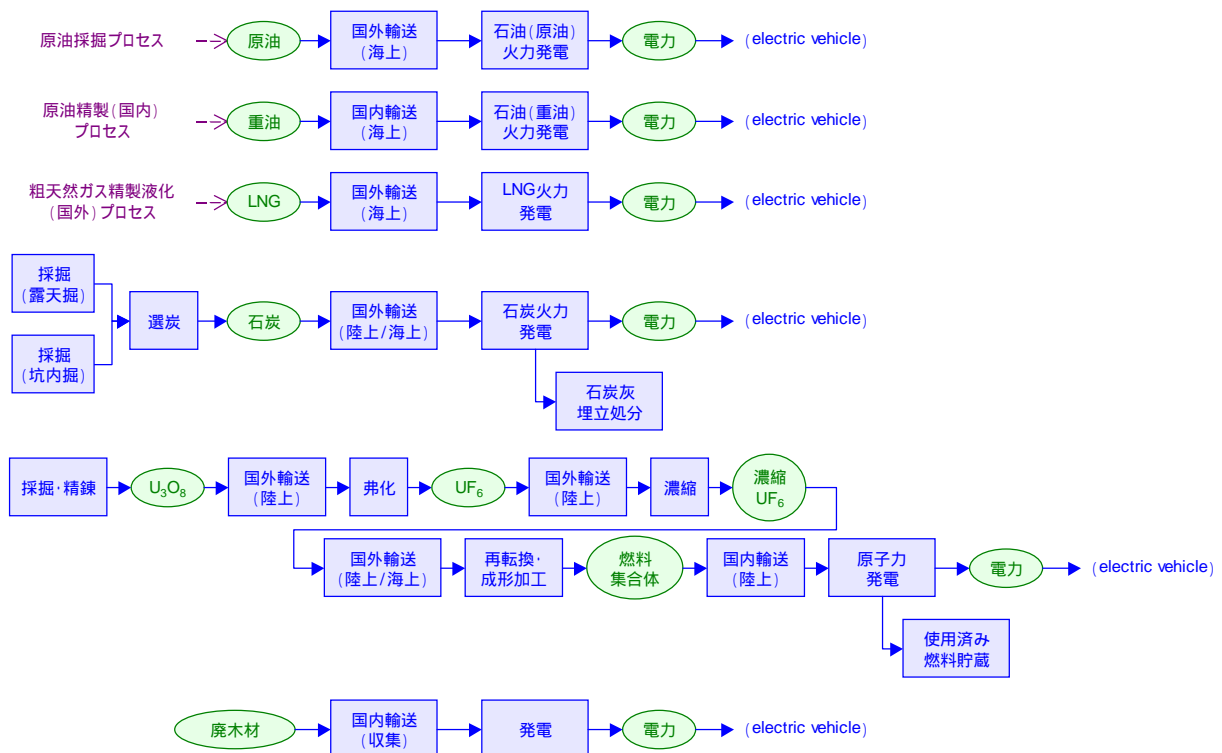 原油採掘プロセス
原油
国外輸送
(海上)
石油(原油)
火力発電
電力
(electric vehicle)
原油精製(国内)
プロセス
重油
国内輸送
(海上)
石油(重油)
火力発電
電力
(electric vehicle)
粗天然ガス精製液化
(国外)プロセス
LNG
国外輸送
(海上)
LNG火力
発電
電力
(electric vehicle)
採掘
(露天掘)
採掘
(坑内掘)
選炭
石炭
国外輸送
(陸上/海上)
石炭火力
発電
電力
(electric vehicle)
石炭灰
埋立処分
採掘・精錬
U₃O₈
国外輸送
(陸上)
弗化
UF₆
国外輸送
(陸上)
濃縮
濃縮
UF₆
国外輸送
(陸上/海上)
再転換・
成形加工
燃料
集合体
国内輸送
(陸上)
原子力
発電
電力
(electric vehicle)
使用済み
燃料貯蔵
廃木材
国内輸送
(収集)
発電
電力
(electric vehicle)